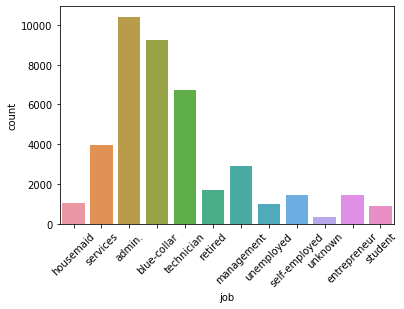 10000
8000
6000
4000
2000
0
count
housemaid
services
admin.
blue-collar
technician
retired
management
unemployed
self-employed
unknown
entrepreneur
student
job